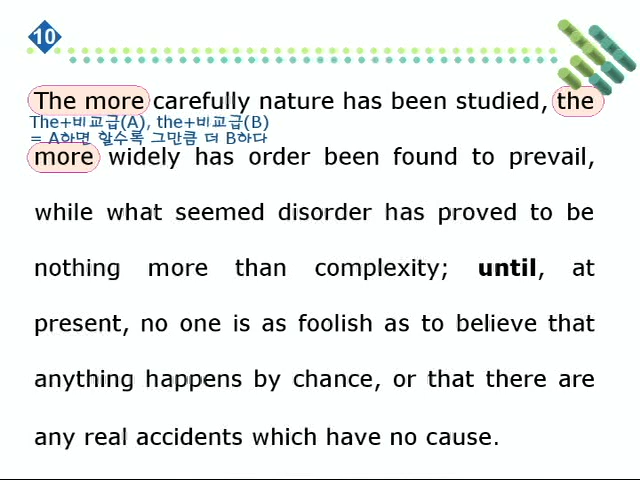 10
The more carefully nature has been studied, the
The+비교급(A), the+비교급(B)
= A하면 할수록 그만큼 더 B하다
more widely has order been found to prevail,
while what seemed disorder has proved to be
nothing more than complexity; until, at
present, no one is as foolish as to believe that
anything happens by chance, or that there are
any real accidents which have no cause.